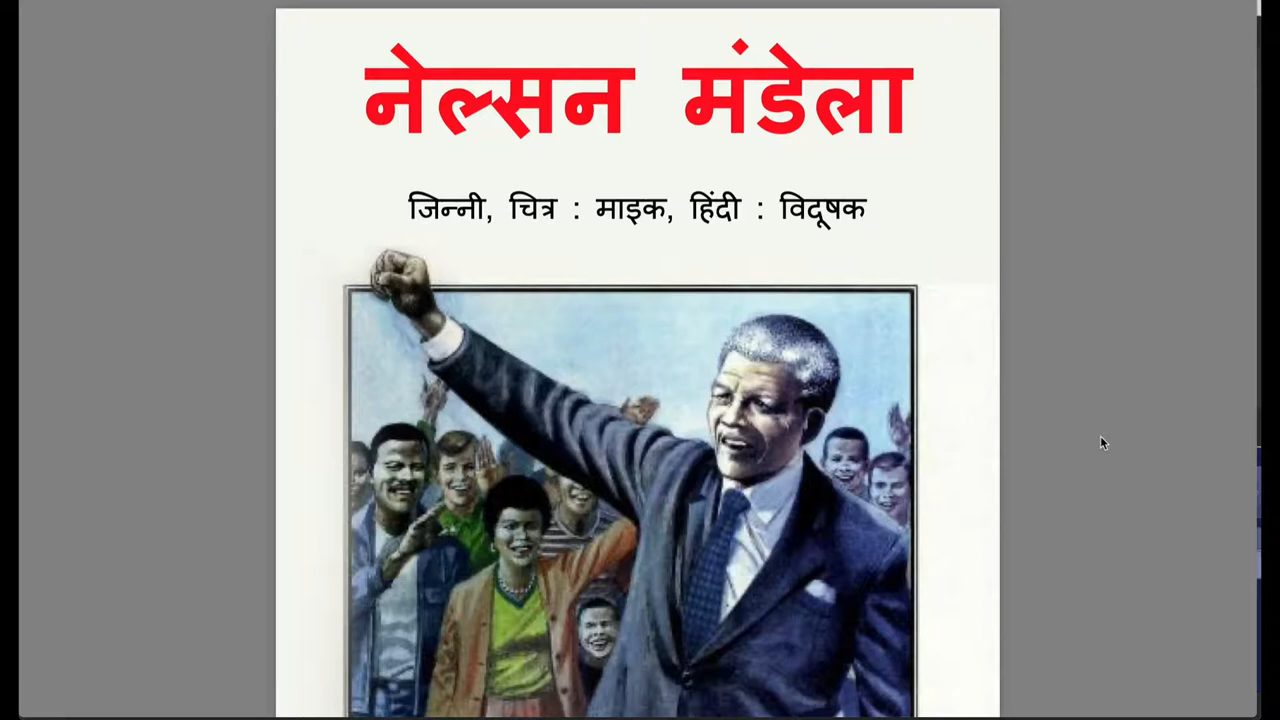 नेल्सन मंडेला
जिन्नी, चित्र : माइक, हिंदी : विदूषक